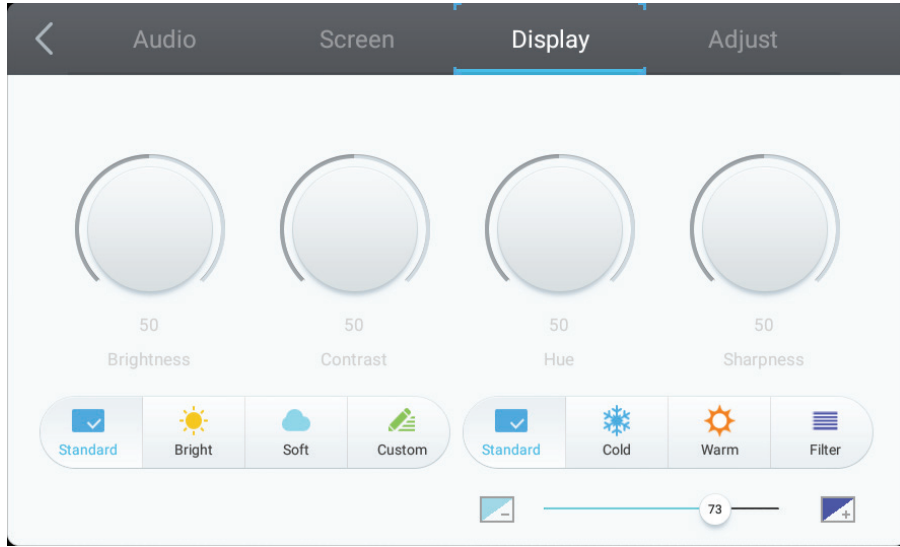 Audio Screen Display Adjust
50 50 50 50
Brightness Contrast Hue Sharpness
Standard Bright Soft Custom Standard Cold Warm Filter
73